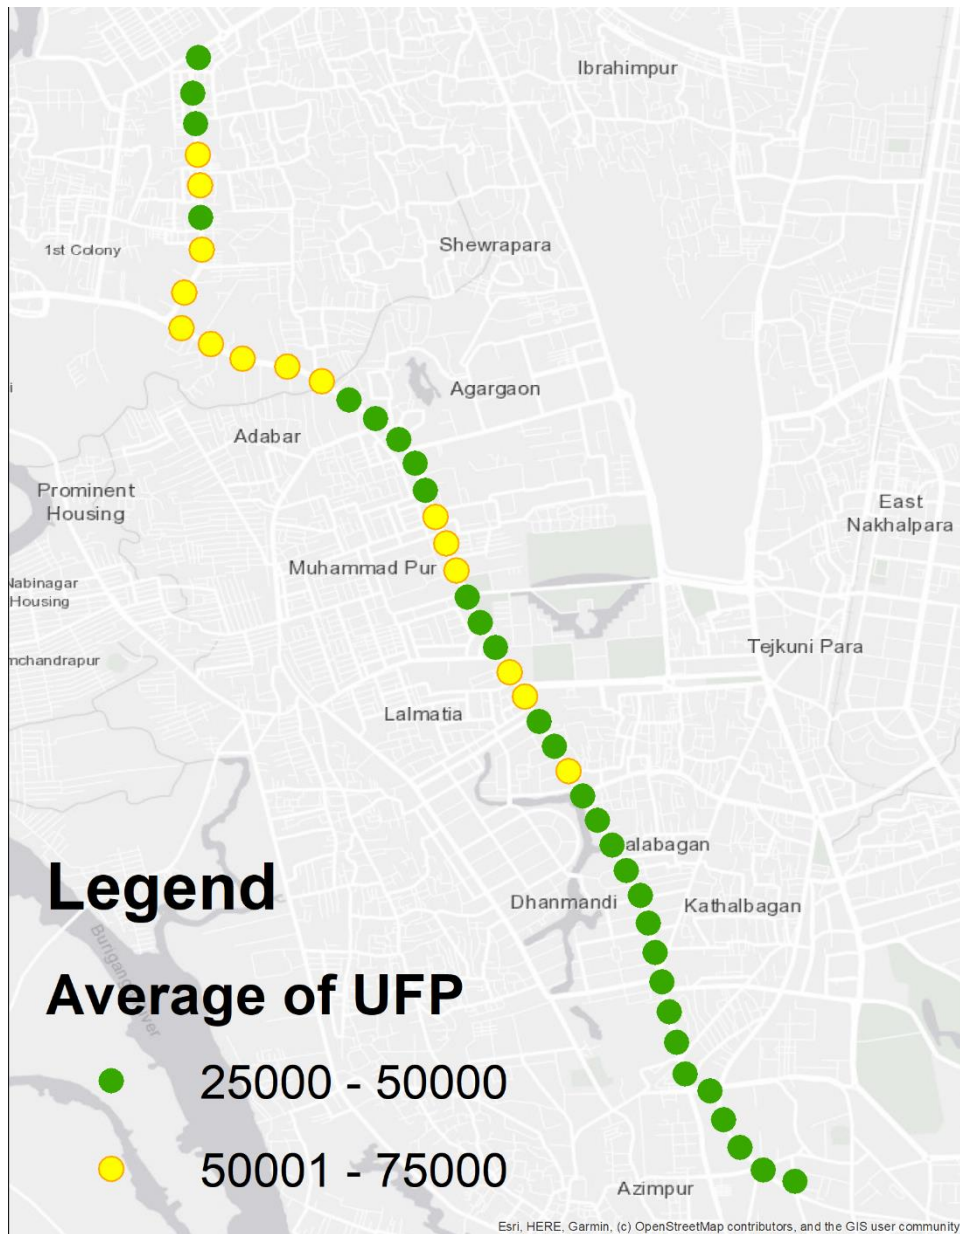 Ibrahimpur
Shewrapara
1st Colony
Agargaon
Adabar
Prominent
Housing
East
Nakhalpara
Muhammad Pur
Nabinagar
Housing
Tejkuni Para
mchandrapur
Lalmatia
alabagan
Dhanmandi
Kathalbagan
Legend
Average of UFP
25000 - 50000
50001 - 75000
Azimpur
Esri, HERE, Garmin, (c) OpenStreetMap contributors, and the GIS user community